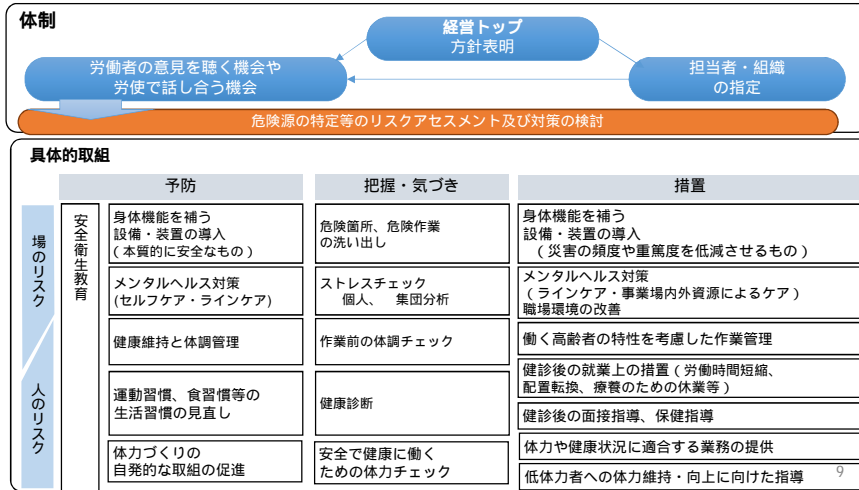 体制
経営トップ
方針表明
労働者の意見を聴く機会や
労使で話し合う機会
担当者・組織
の指定
危険源の特定等のリスクアセスメント及び対策の検討
具体的取組
予防
把握・気づき
措置
場のリスク
人のリスク
安全衛生教育
身体機能を補う
設備・装置の導入
(本質的に安全なもの)
危険箇所、危険作業
の洗い出し
身体機能を補う
設備・装置の導入
(災害の頻度や重篤度を低減させるもの)
メンタルヘルス対策
(セルフケア・ラインケア)
ストレスチェック
個人、 集団分析
メンタルヘルス対策
(ラインケア・事業場内外資源によるケア)
職場環境の改善
健康維持と体調管理
作業前の体調チェック
働く高齢者の特性を考慮した作業管理
運動習慣、食習慣等の
生活習慣の見直し
健康診断
健診後の就業上の措置(労働時間短縮、
配置転換、療養のための休業等)
健診後の面接指導、保健指導
体力づくりの
自発的な取組の促進
安全で健康に働く
ための体力チェック
体力や健康状況に適合する業務の提供
低体力者への体力維持・向上に向けた指導
9